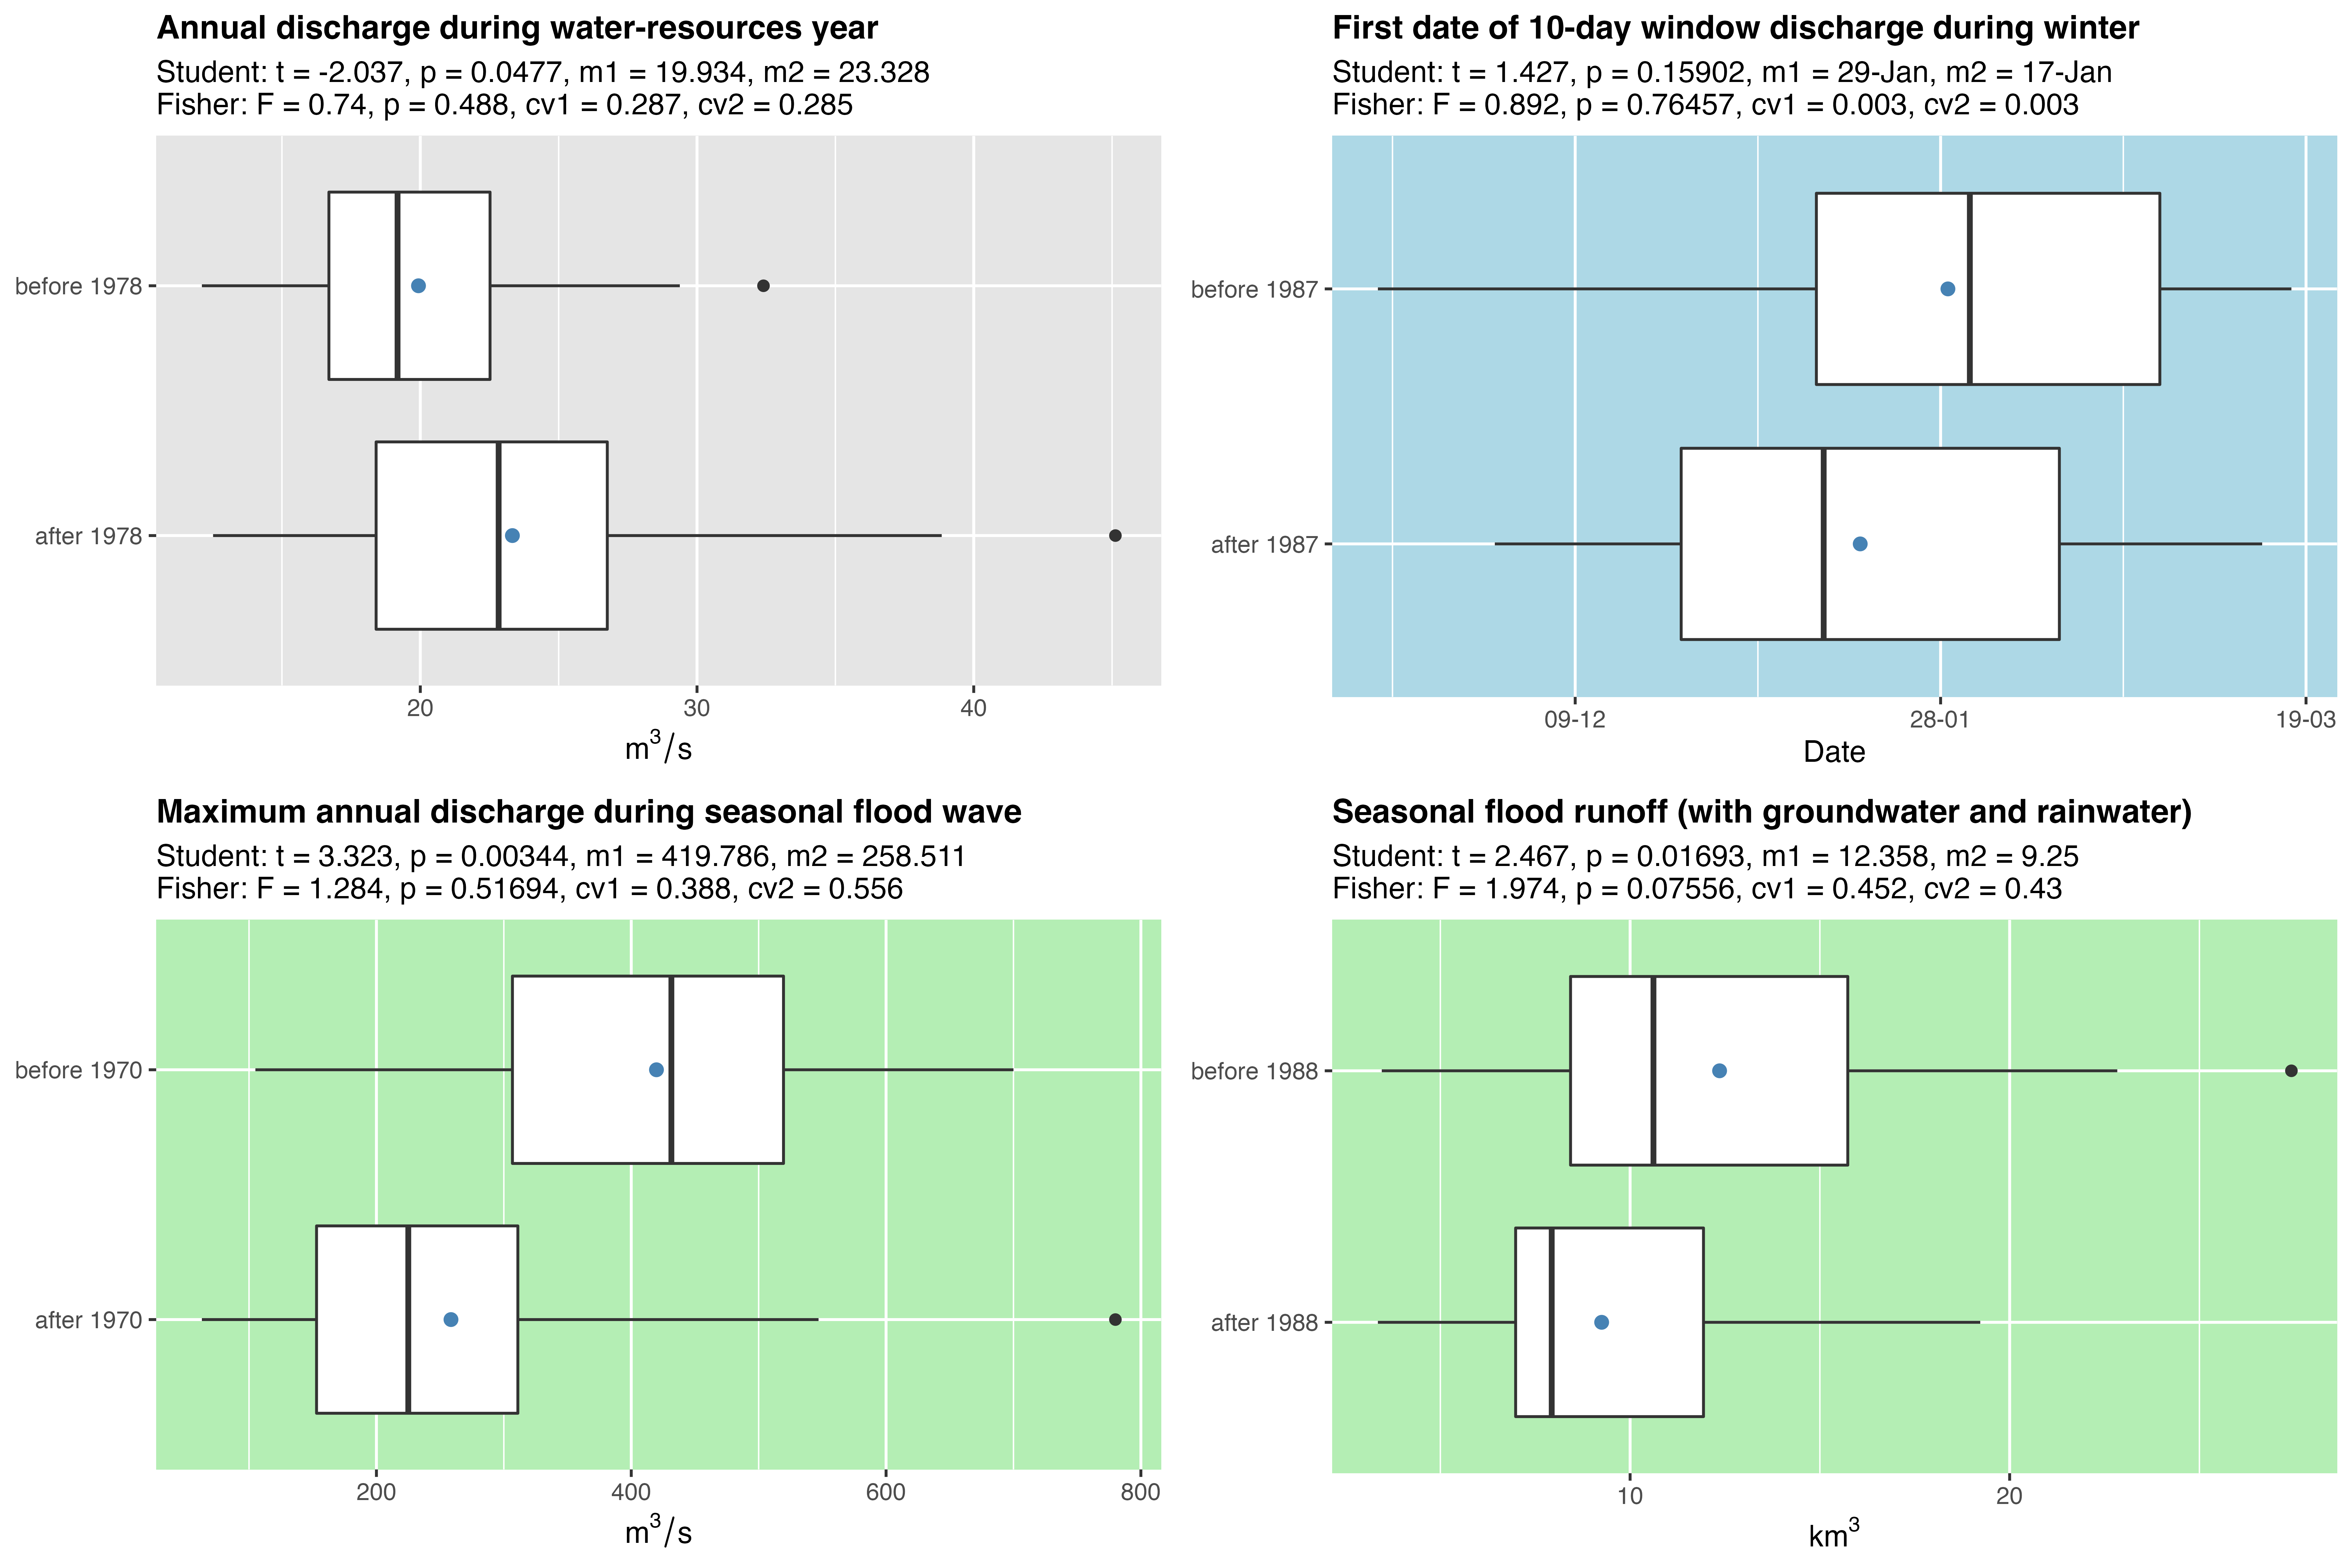 Annual discharge during water-resources year
Student: t = -2.037, p = 0.0477, m1 = 19.934, m2 = 23.328
Fisher: F = 0.74, p = 0.488, cv1 = 0.287, cv2 = 0.285
before 1978
after 1978
20 30 40
m³/s
First date of 10-day window discharge during winter
Student: t = 1.427, p = 0.15902, m1 = 29-Jan, m2 = 17-Jan
Fisher: F = 0.892, p = 0.76457, cv1 = 0.003, cv2 = 0.003
before 1987
after 1987
09-12 28-01 19-03
Date
Maximum annual discharge during seasonal flood wave
Student: t = 3.323, p = 0.00344, m1 = 419.786, m2 = 258.511
Fisher: F = 1.284, p = 0.51694, cv1 = 0.388, cv2 = 0.556
before 1970
after 1970
200 400 600 800
m³/s
Seasonal flood runoff (with groundwater and rainwater)
Student: t = 2.467, p = 0.01693, m1 = 12.358, m2 = 9.25
Fisher: F = 1.974, p = 0.07556, cv1 = 0.452, cv2 = 0.43
before 1988
after 1988
10 20
km³